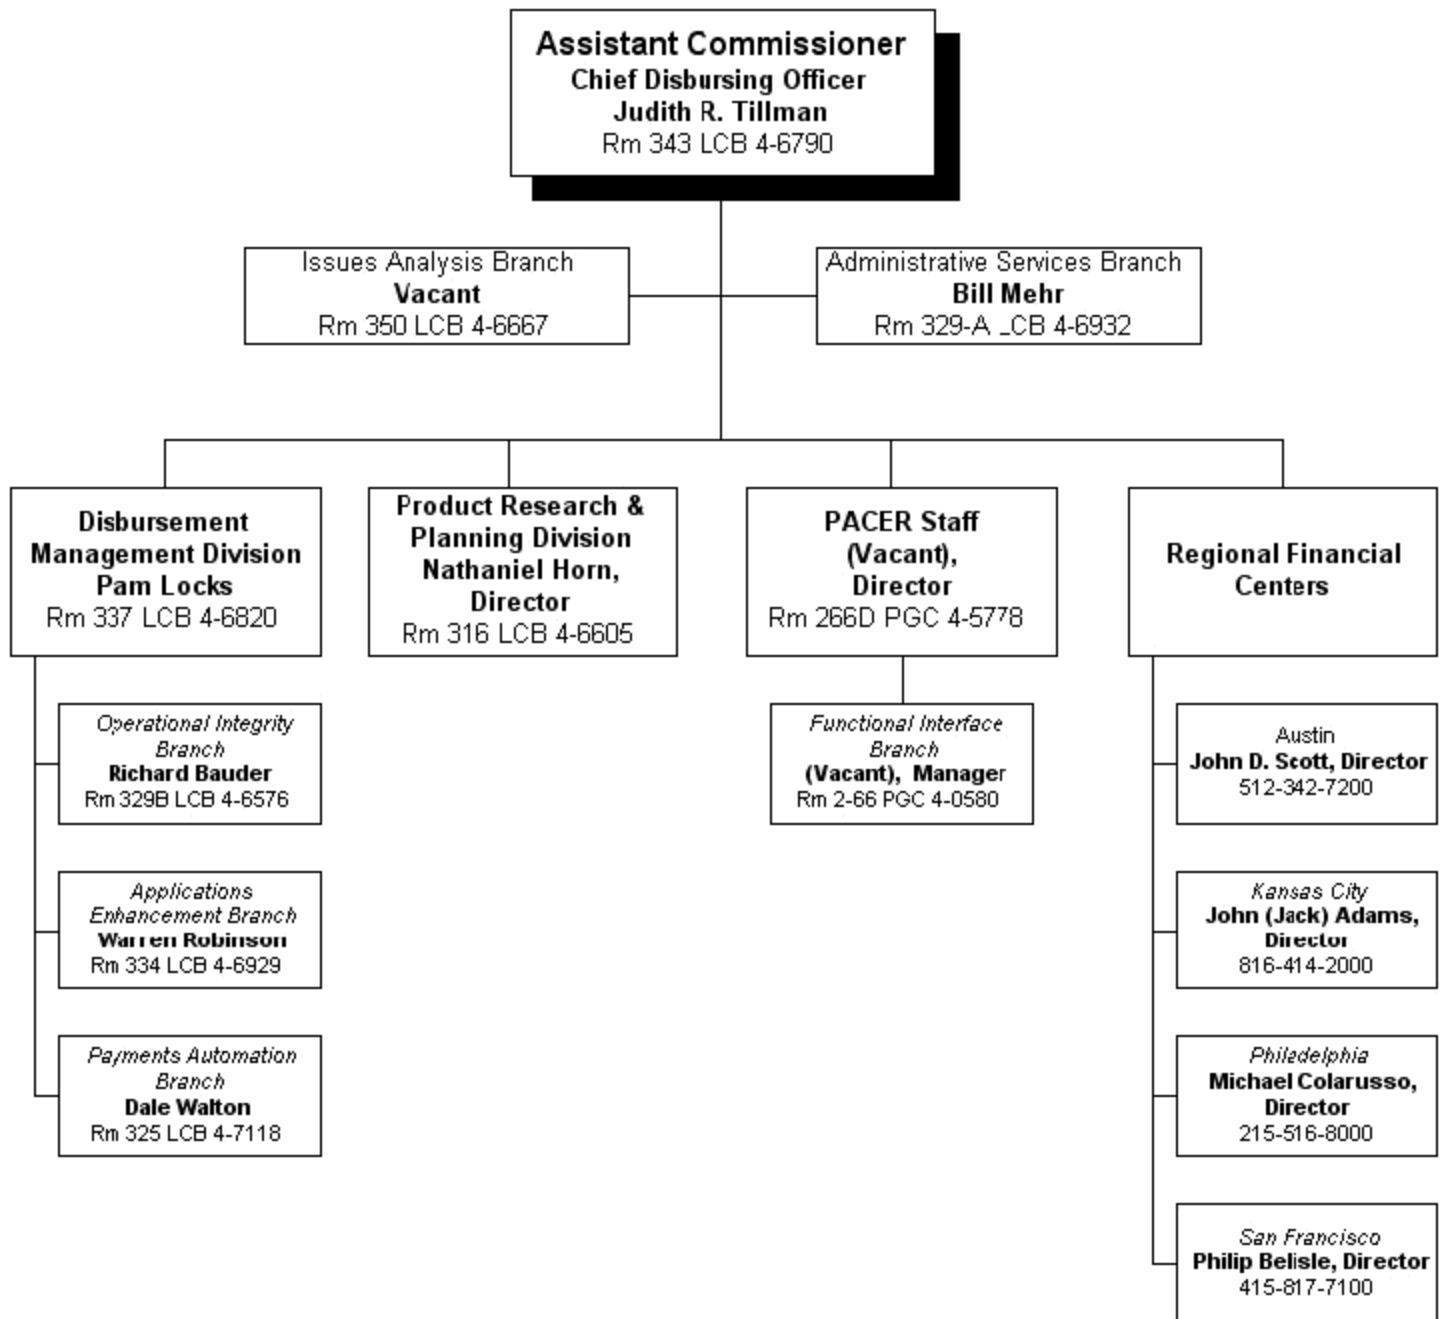 Assistant Commissioner
Chief Disbursing Officer
Judith R. Tillman
Rm 343 LCB 4-6790
Issues Analysis Branch
Vacant
Rm 350 LCB 4-6667
Administrative Services Branch
Bill Mehr
Rm 329-A LCB 4-6932
Disbursement
Management Division
Pam Locks
Rm 337 LCB 4-6820
Product Research &
Planning Division
Nathaniel Horn,
Director
Rm 316 LCB 4-6605
PACER Staff
(Vacant),
Director
Rm 266D PGC 4-5778
Regional Financial
Centers
Operational Integrity
Branch
Richard Bauder
Rm 329B LCB 4-6576
Applications
Enhancement Branch
Warren Robinson
Rm 334 LCB 4-6929
Payments Automation
Branch
Dale Walton
Rm 325 LCB 4-7118
Functional Interface
Branch
(Vacant), Manager
Rm 2-66 PGC 4-0580
Austin
John D. Scott, Director
512-342-7200
Kansas City
John (Jack) Adams,
Director
816-414-2000
Philadelphia
Michael Colarusso,
Director
215-516-8000
San Francisco
Philip Belisle, Director
415-817-7100